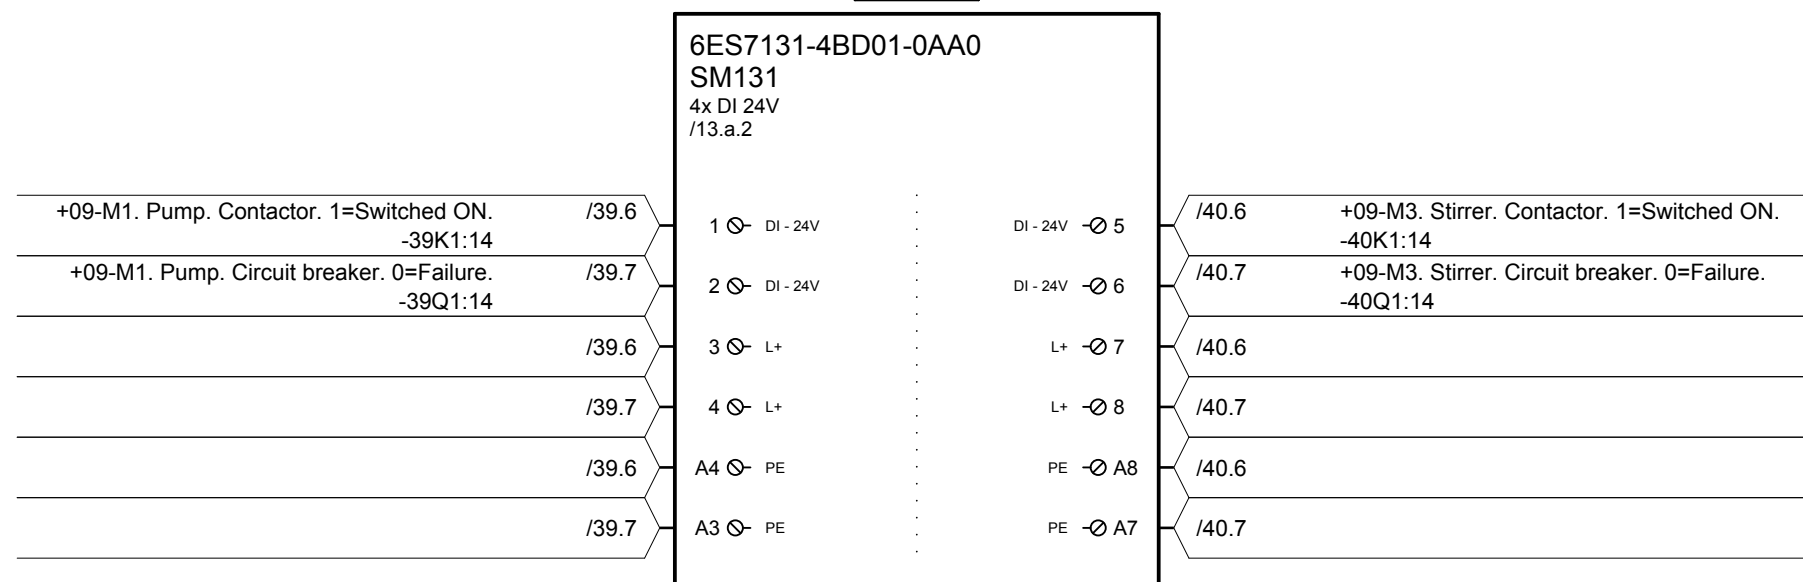 6ES7131-4BD01-0AA0
SM131
4x DI 24V
/13.a.2
+09-M1. Pump. Contactor. 1=Switched ON. /39.6 1 DI - 24V DI - 24V 5 /40.6 +09-M3. Stirrer. Contactor. 1=Switched ON.
-39K1:14 -40K1:14
+09-M1. Pump. Circuit breaker. 0=Failure. /39.7 2 DI - 24V DI - 24V 6 /40.7 +09-M3. Stirrer. Circuit breaker. 0=Failure.
-39Q1:14 -40Q1:14
/39.6 3 L+ L+ 7 /40.6
/39.7 4 L+ L+ 8 /40.7
/39.6 A4 PE PE A8 /40.6
/39.7 A3 PE PE A7 /40.7